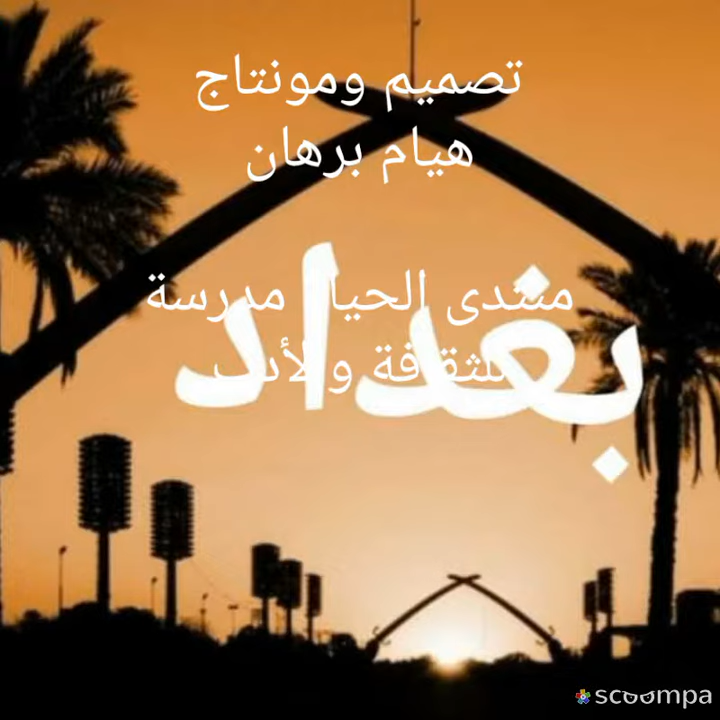 تصميم ومونتاج
هيام برهان
منتدى الحياة مدرسة
للثقافة والأدب
بغداد
scoompa